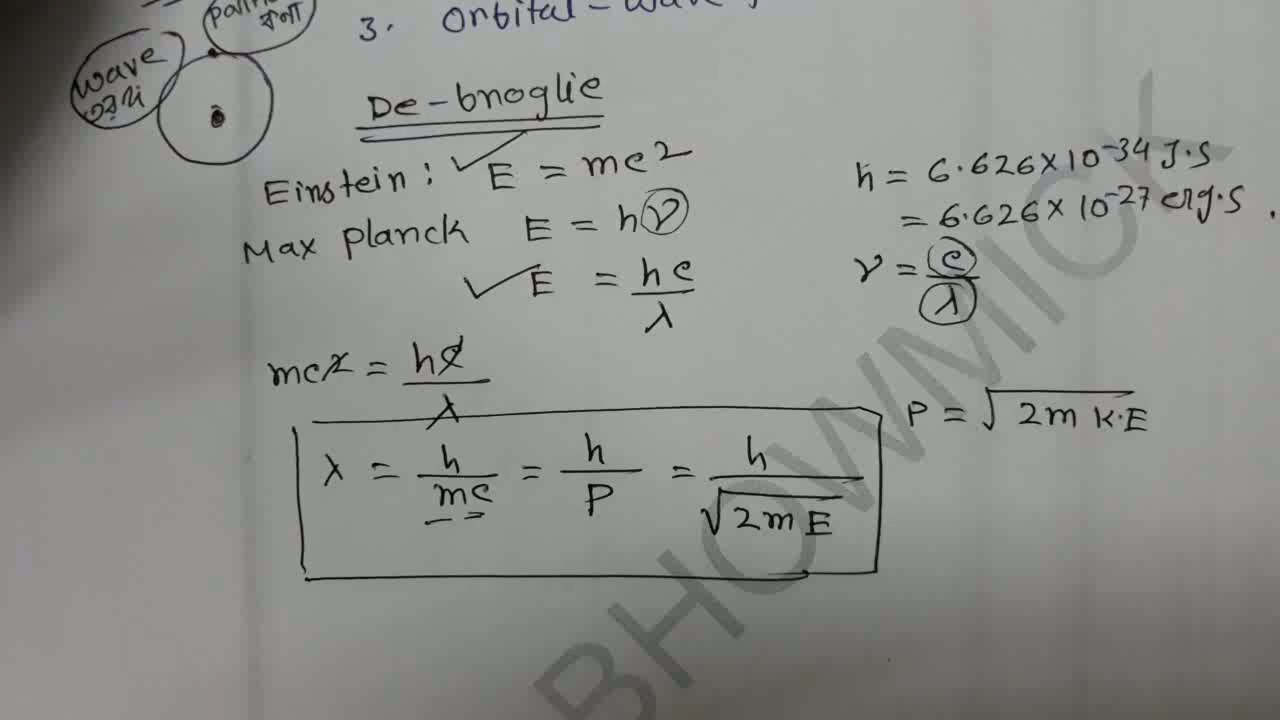 কনা
3. Orbital-wave
wave
De-broglie
Einstein : E = mc2
Max planck E = hν
E = hc/λ
h = 6.626×10-34 J.S
= 6.626×10-27 erg.S
ν = c/λ
mc2 = hc/λ
P = √2m K.E
λ = h/mc = h/P = h/√2mE
BHOWMICK